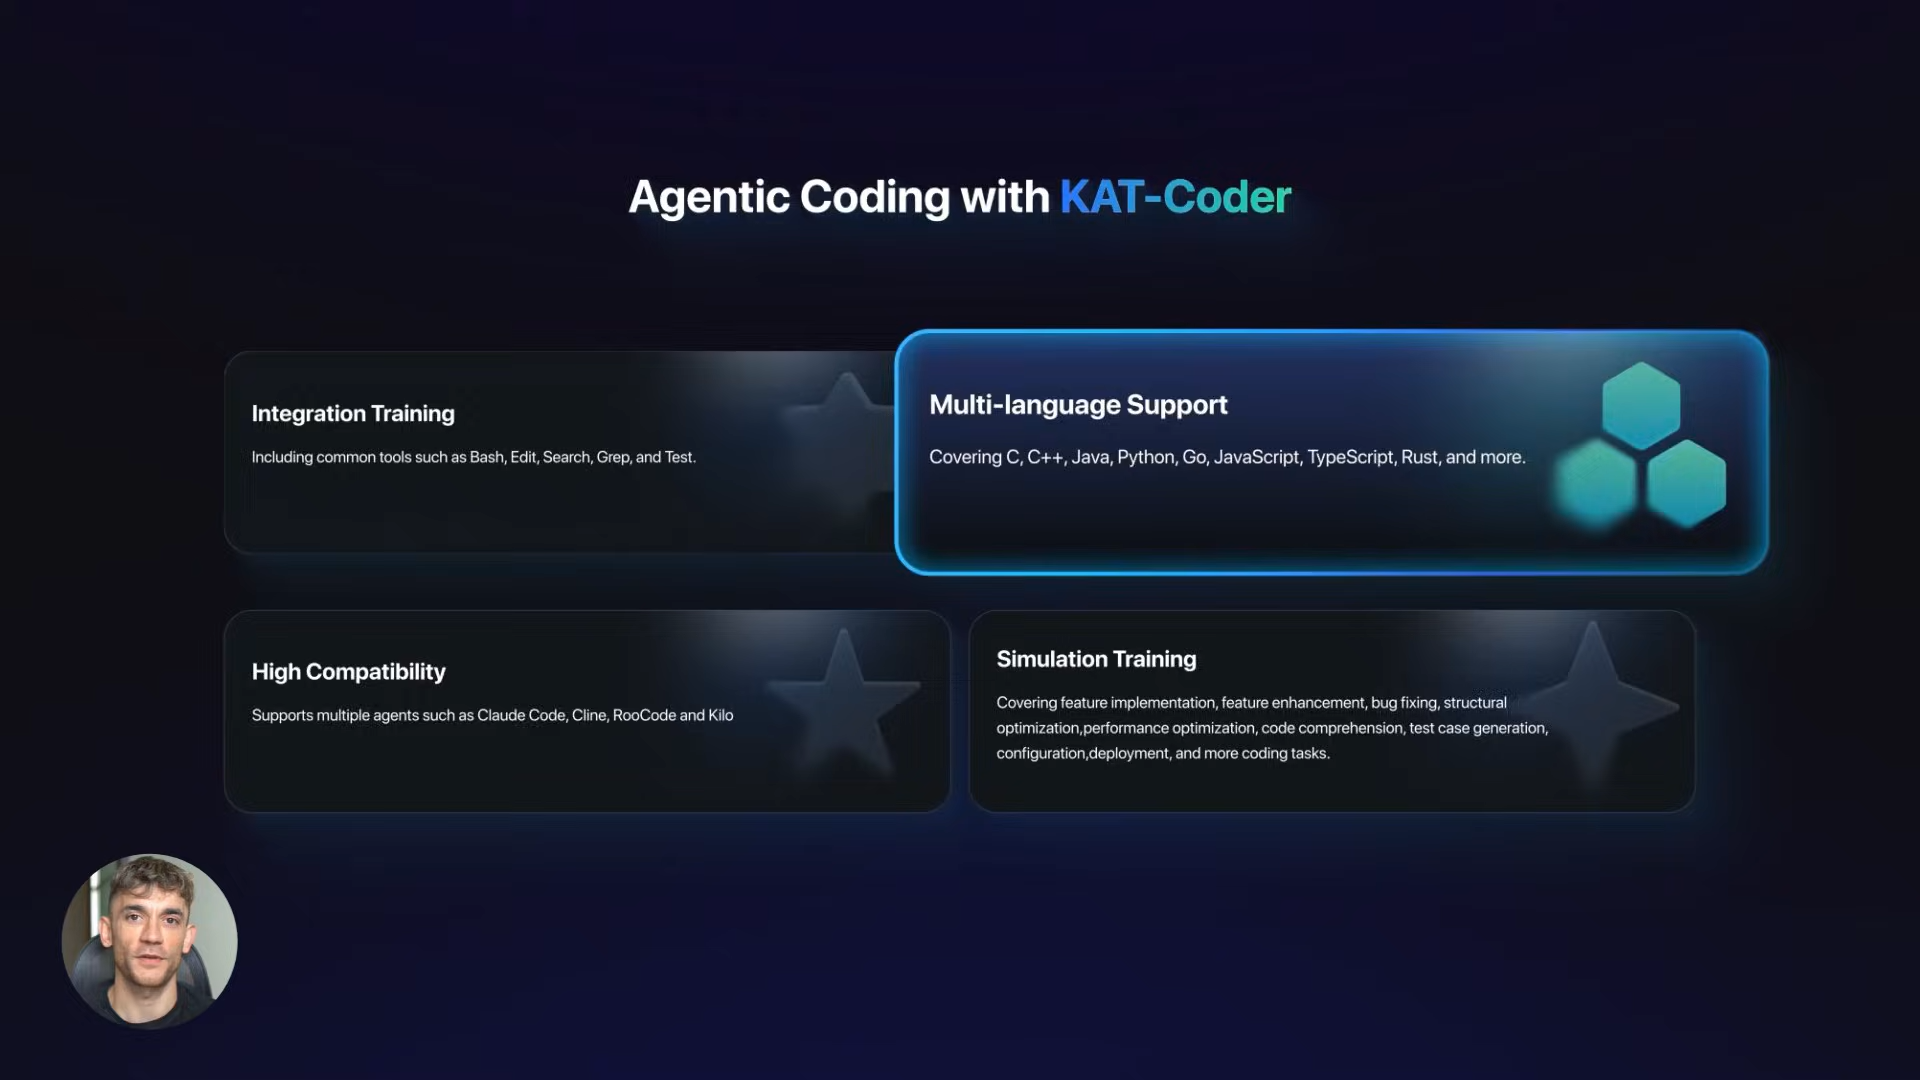 Agentic Coding with KAT-Coder
Integration Training
Including common tools such as Bash, Edit, Search, Grep, and Test.
Multi-language Support
Covering C, C++, Java, Python, Go, JavaScript, TypeScript, Rust, and more.
High Compatibility
Supports multiple agents such as Claude Code, Cline, RooCode and Kilo
Simulation Training
Covering feature implementation, feature enhancement, bug fixing, structural
optimization,performance optimization, code comprehension, test case generation,
configuration,deployment, and more coding tasks.